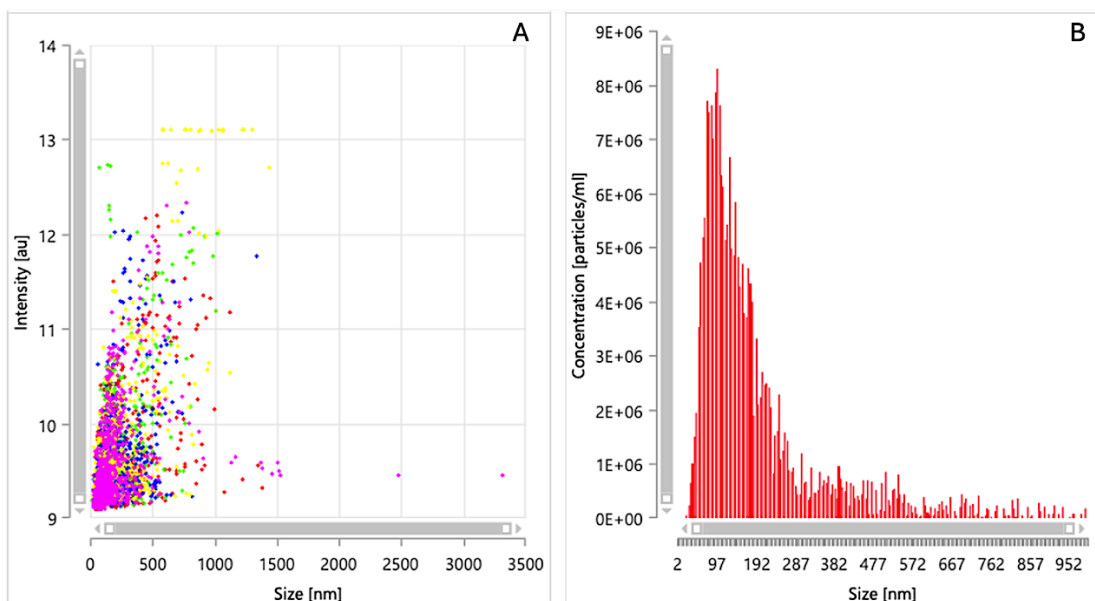 A
14
13
12
11
10
9
Intensity [au]
0 500 1000 1500 2000 2500 3000 3500
Size [nm]
B
9E+06
8E+06
7E+06
6E+06
5E+06
4E+06
3E+06
2E+06
1E+06
0E+00
Concentration [particles/ml]
2 97 192 287 382 477 572 667 762 857 952
Size [nm]